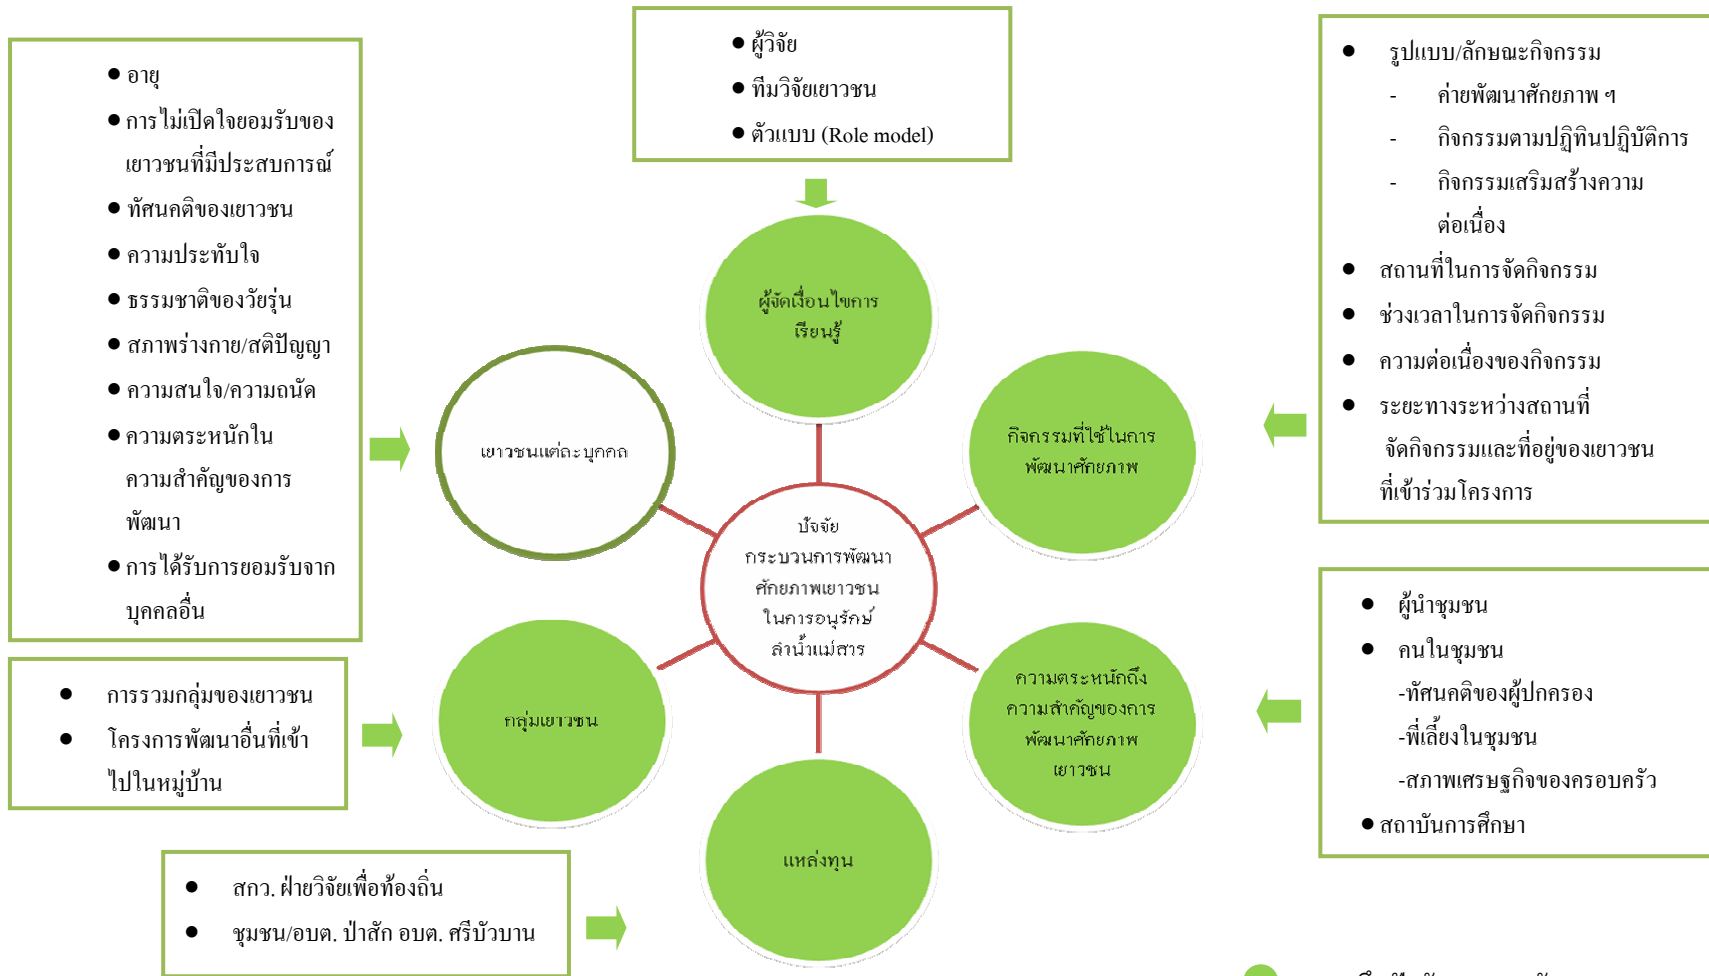 ● อายุ
● การไม่เปิดใจยอมรับของ
เยาวชนที่มีประสบการณ์
● ทัศนคติของเยาวชน
● ความประทับใจ
● ธรรมชาติของวัยรุ่น
● สภาพร่างกาย/สติปัญญา
● ความสนใจ/ความถนัด
● ความตระหนักใน
ความสำคัญของการ
พัฒนา
● การได้รับการยอมรับจาก
บุคคลอื่น
● ผู้วิจัย
● ทีมวิจัยเยาวชน
● ตัวแบบ (Role model)
● รูปแบบ/ลักษณะกิจกรรม
- ค่ายพัฒนาศักยภาพ ฯ
- กิจกรรมตามปฏิทินปฏิบัติการ
- กิจกรรมเสริมสร้างความ
ต่อเนื่อง
● สถานที่ในการจัดกิจกรรม
● ช่วงเวลาในการจัดกิจกรรม
● ความต่อเนื่องของกิจกรรม
● ระยะทางระหว่างสถานที่
จัดกิจกรรมและที่อยู่ของเยาวชน
ที่เข้าร่วมโครงการ
ผู้จัดเงื่อนไขการ
เรียนรู้
เยาวชนแต่ละบุคคล
กิจกรรมที่ใช้ในการ
พัฒนาศักยภาพ
ปัจจัย
กระบวนการพัฒนา
ศักยภาพเยาวชน
ในการอนุรักษ์
ลำน้ำแม่สาร
กลุ่มเยาวชน
ความตระหนักถึง
ความสำคัญของการ
พัฒนาศักยภาพ
เยาวชน
แหล่งทุน
● การรวมกลุ่มของเยาวชน
● โครงการพัฒนาอื่นที่เข้า
ไปในหมู่บ้าน
● ผู้นำชุมชน
● คนในชุมชน
-ทัศนคติของผู้ปกครอง
-พี่เลี้ยงในชุมชน
-สภาพเศรษฐกิจของครอบครัว
● สถาบันการศึกษา
● สกว. ฝ่ายวิจัยเพื่อท้องถิ่น
● ชุมชน/อบต. ป่าสัก อบต. ศรีบัวบาน